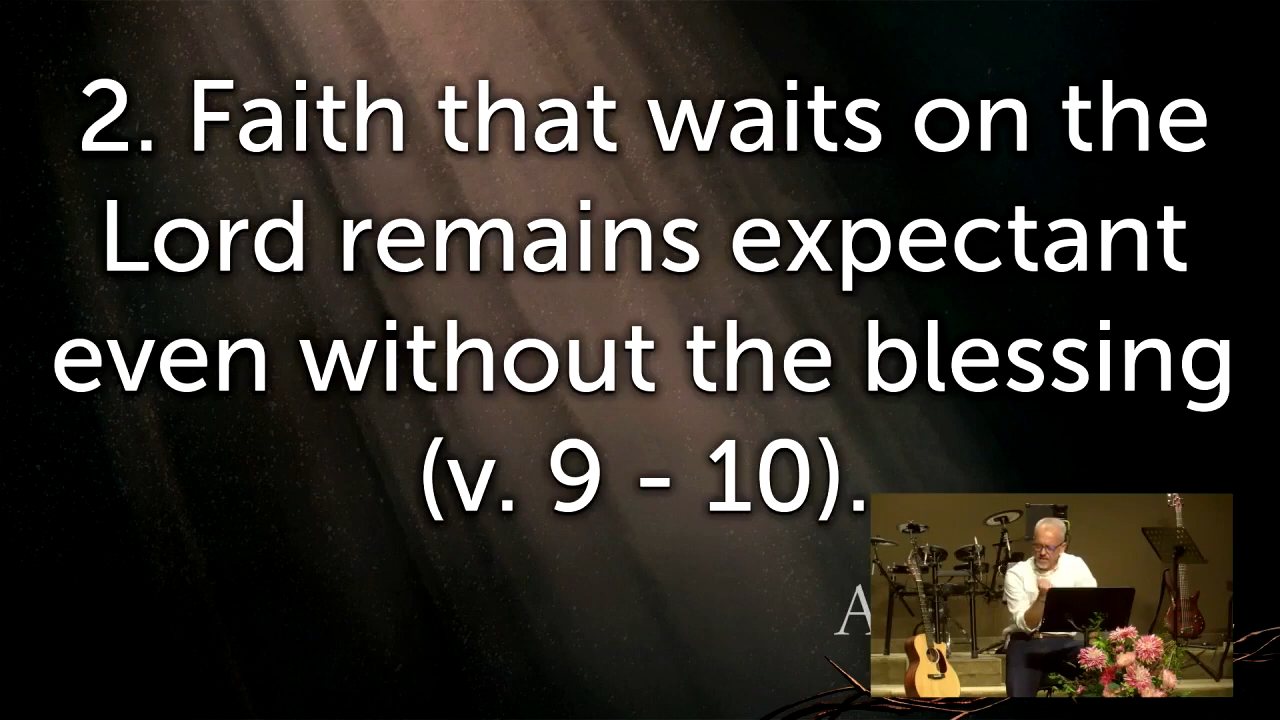 2. Faith that waits on the
Lord remains expectant
even without the blessing
(v. 9 - 10).